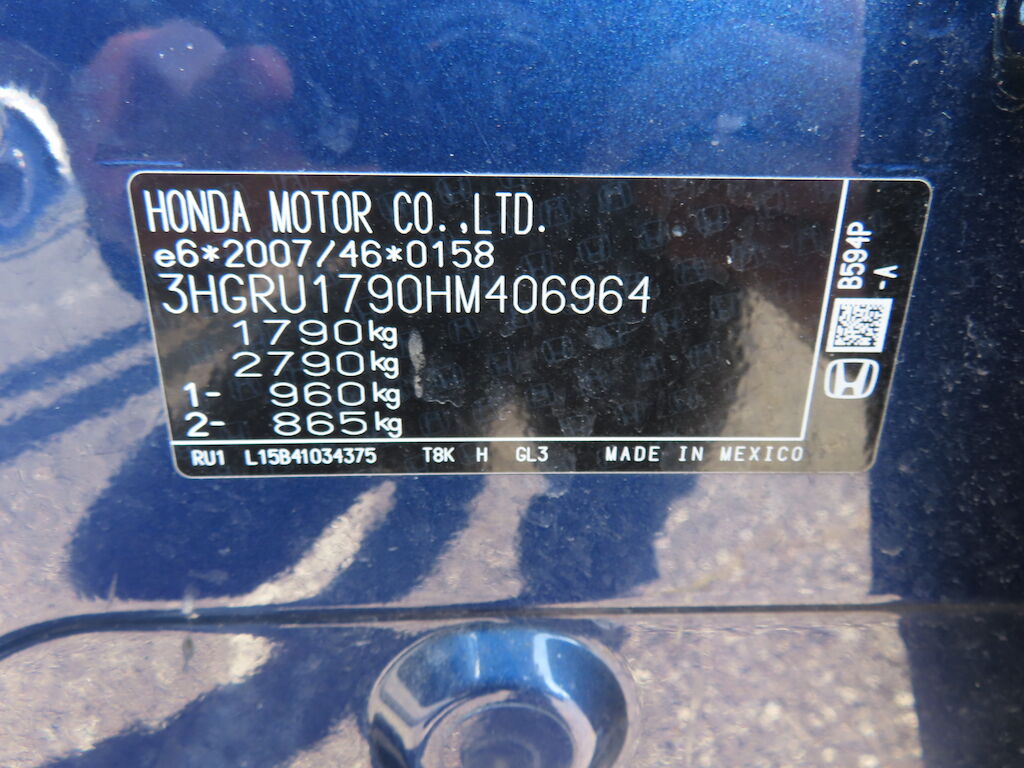 HONDA MOTOR CO.,LTD.
e6*2007/46*0158
3HGRU1790HM406964
1790kg
2790kg
1- 960kg
2- 865kg
RU1 L15B41034375 T8K H GL3 MADE IN MEXICO
B594P
-A